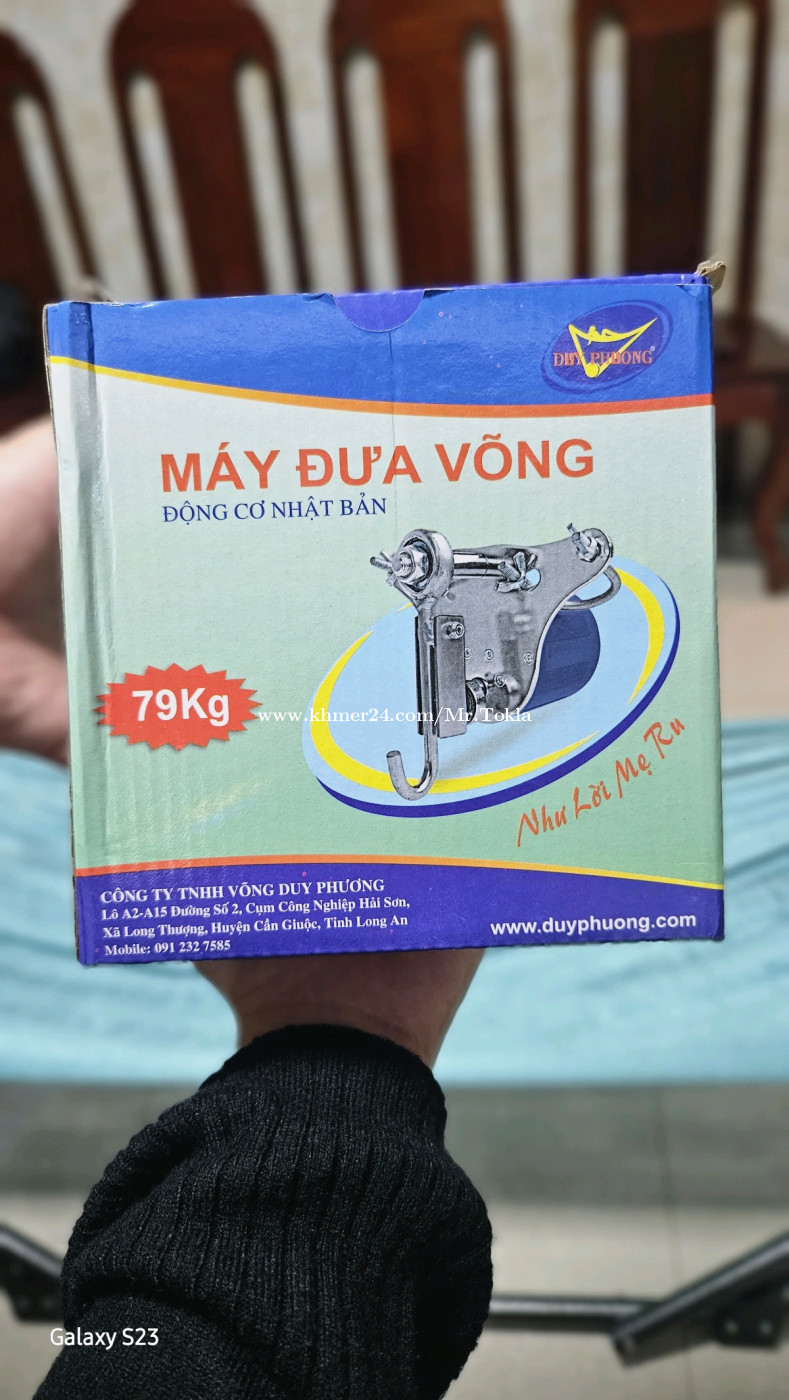 DUY PHUONG®
MÁY ĐƯA VÕNG
ĐỘNG CƠ NHẬT BẢN
79Kg
www.khmer24.com/Mr.Tokla
Như Lời Mẹ Ru
CÔNG TY TNHH VÕNG DUY PHƯƠNG
Lô A2-A15 Đường Số 2, Cụm Công Nghiệp Hải Sơn,
Xã Long Thượng, Huyện Cần Giuộc, Tỉnh Long An
Mobile: 091 232 7585
www.duyphuong.com
Galaxy S23